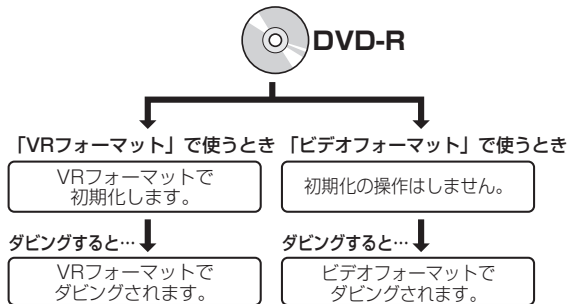 DVD-R
「VRフォーマット」で使うとき
VRフォーマットで
初期化します。
ダビングすると…
VRフォーマットで
ダビングされます。
「ビデオフォーマット」で使うとき
初期化の操作はしません。
ダビングすると…
ビデオフォーマットで
ダビングされます。